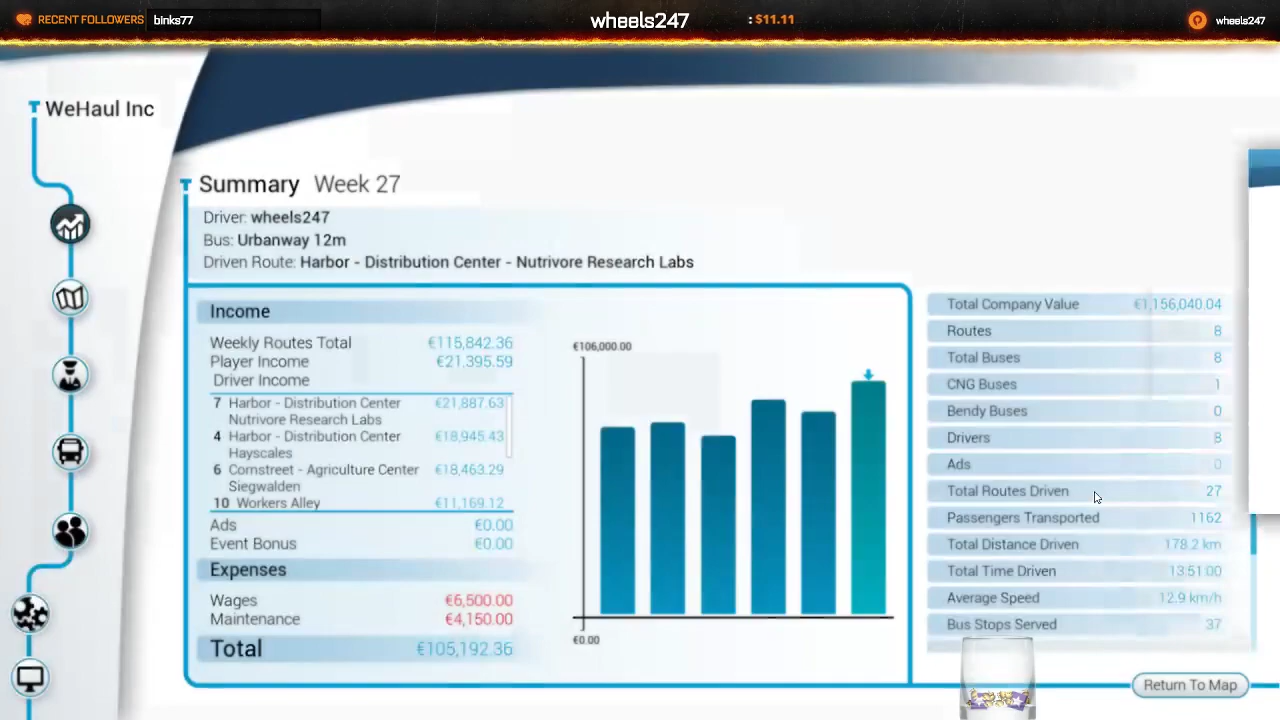 RECENT FOLLOWERS binks77
wheels247
: $11.11
wheels247
WeHaul Inc
Summary Week 27
Driver: wheels247
Bus: Urbanway 12m
Driven Route: Harbor - Distribution Center - Nutrivore Research Labs
Income
Weekly Routes Total €115,842.36
Player Income €21,395.59
Driver Income
7 Harbor - Distribution Center €21,887.63
Nutrivore Research Labs
4 Harbor - Distribution Center €18,945.43
Hayscales
6 Cornstreet - Agriculture Center €18,463.29
Siegwalden
10 Workers Alley €11,169.12
Ads €0.00
Event Bonus €0.00
Expenses
Wages €6,500.00
Maintenance €4,150.00
Total €105,192.36
€106,000.00
€0.00
Total Company Value €1,156,040.04
Routes 8
Total Buses 8
CNG Buses 1
Bendy Buses 0
Drivers 8
Ads 0
Total Routes Driven 27
Passengers Transported 1162
Total Distance Driven 178.2 km
Total Time Driven 13:51:00
Average Speed 12.9 km/h
Bus Stops Served 37
Return To Map